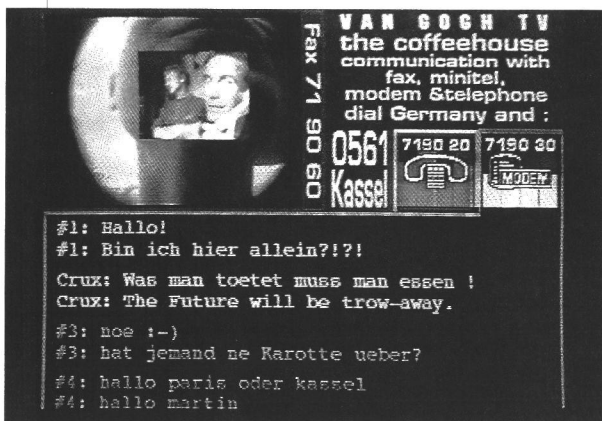 VAN GOGH TV
the coffeehouse
communication with
fax, minitel,
modem &telephone
dial Germany and :
Fax 71 90 60
0561
Kassel
7190 20
7190 30
MODEM
#1: Hallo!
#1: Bin ich hier allein?!?!
Crux: Was man toetet muss man essen !
Crux: The Future will be trow-away.
#3: noe :-)
#3: hat jemand ne Karotte ueber?
#4: hallo paris oder kassel
#4: hallo martin